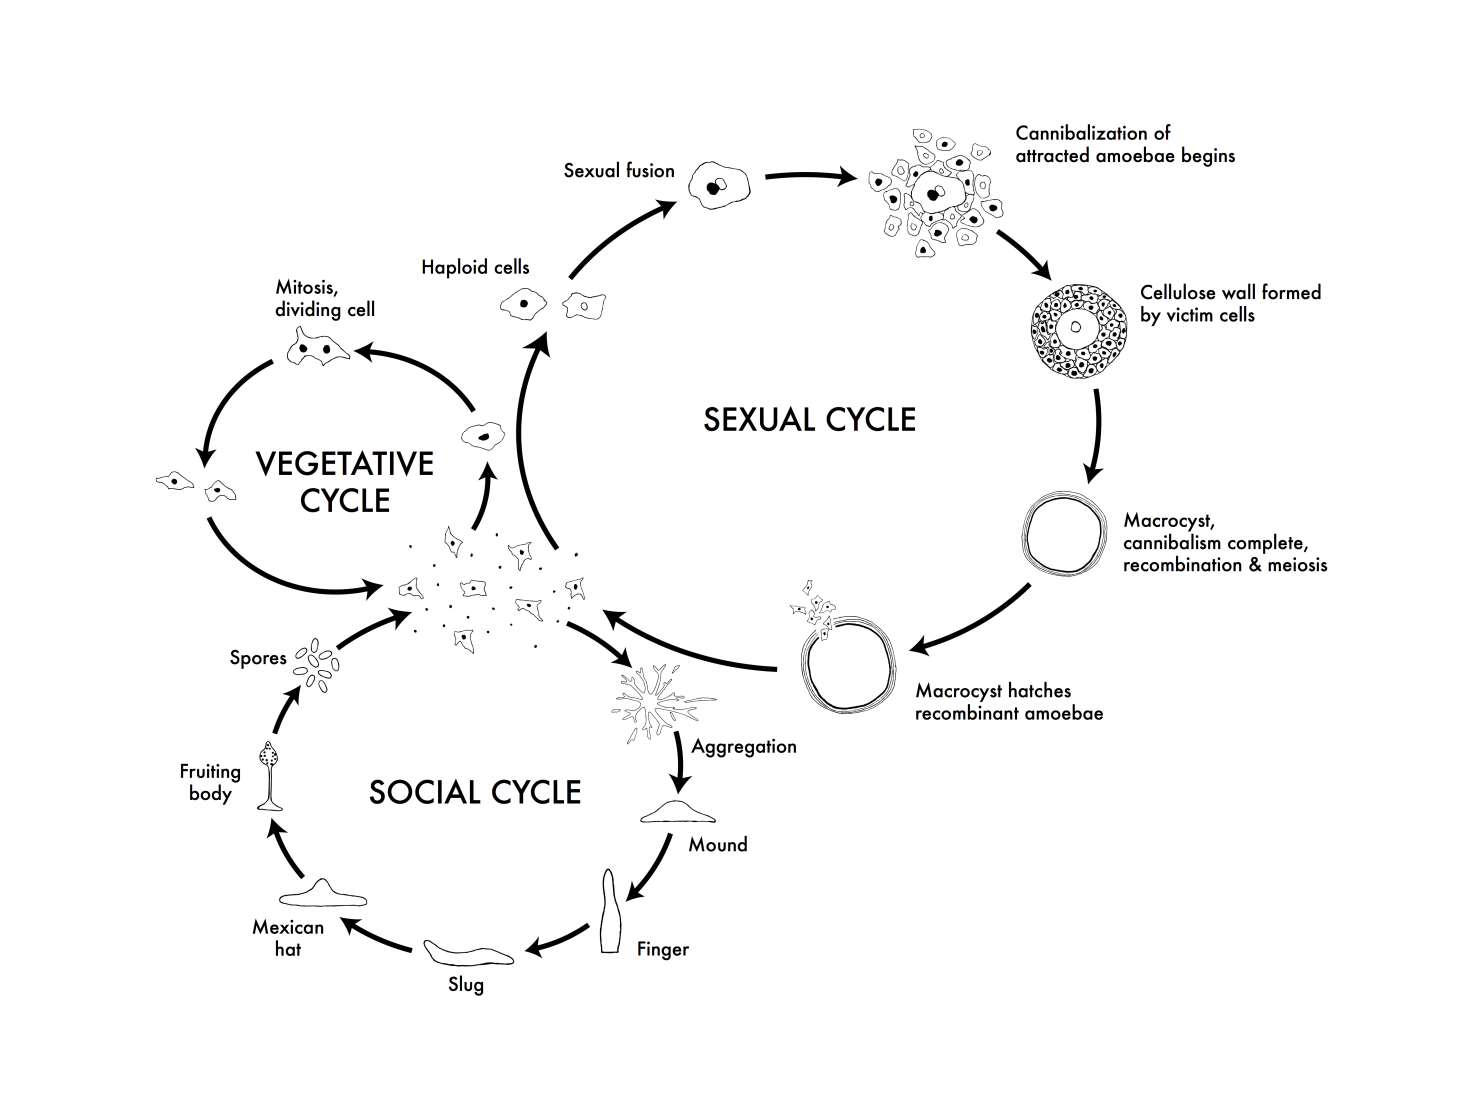 Cannibalization of
attracted amoebae begins
Sexual fusion
Haploid cells
Mitosis,
dividing cell
Cellulose wall formed
by victim cells
SEXUAL CYCLE
VEGETATIVE
CYCLE
Macrocyst,
cannibalism complete,
recombination & meiosis
Spores
Macrocyst hatches
recombinant amoebae
Aggregation
Fruiting
body
SOCIAL CYCLE
Mound
Mexican
hat
Finger
Slug